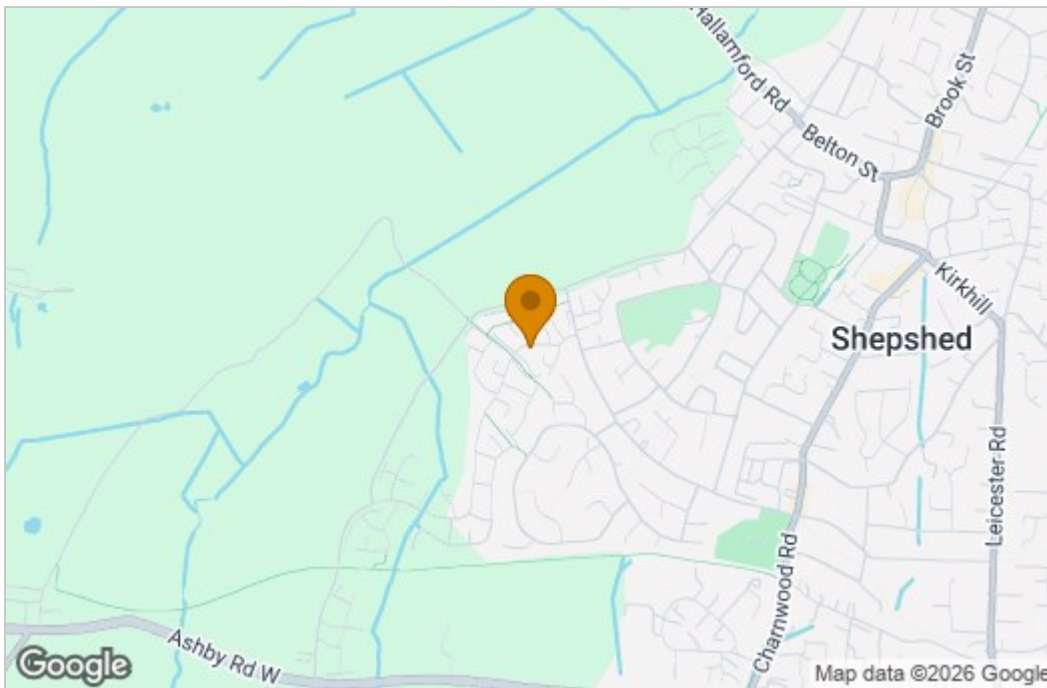 Hallamford Rd
Brook St
Belton St
Kirkhill
Shepshed
Leicester Rd
Charnwood Rd
Ashby Rd W
Google
Map data ©2026 Google